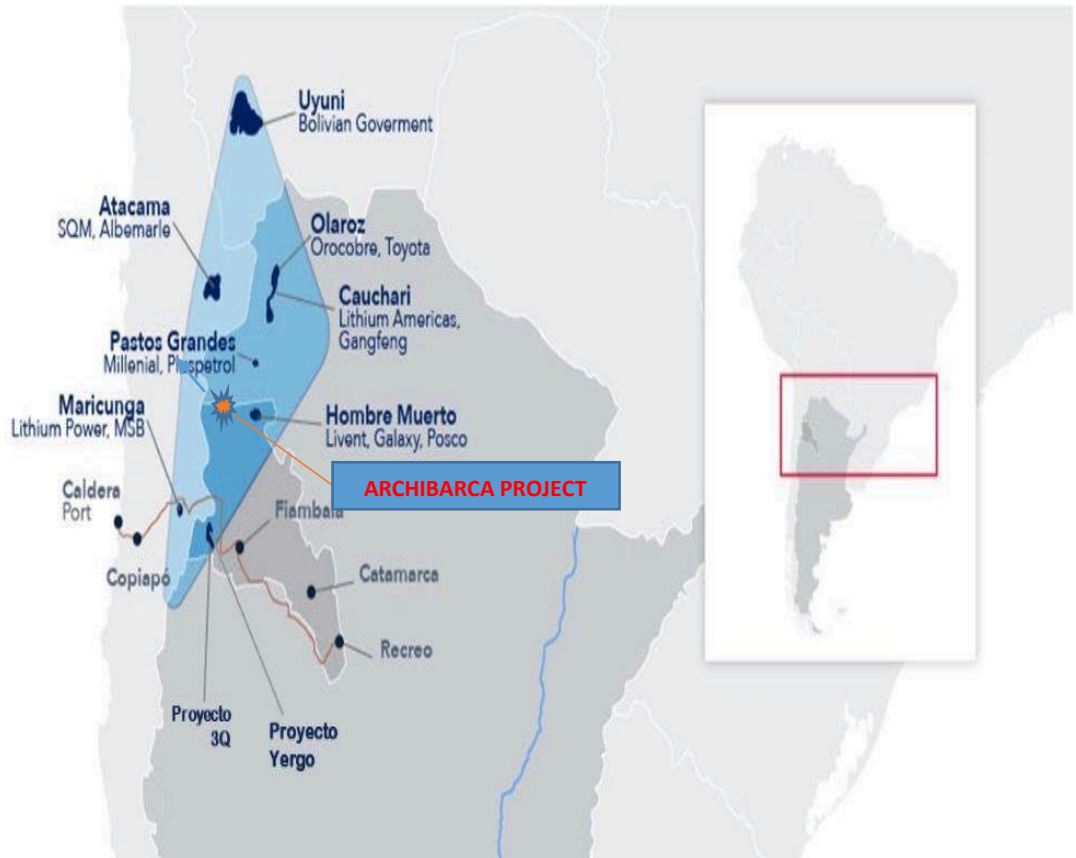 Uyuni
Bolivian Goverment
Atacama
SQM, Albemarle
Olaroz
Orocobre, Toyota
Cauchari
Lithium Americas,
Gangfeng
Pastos Grandes
Millenial, Pluspetrol
Maricunga
Lithium Power, MSB
Hombre Muerto
Livent, Galaxy, Posco
ARCHIBARCA PROJECT
Caldera
Port
Fiambala
Copiapó
Catamarca
Recreo
Proyecto
3Q
Proyecto
Yergo